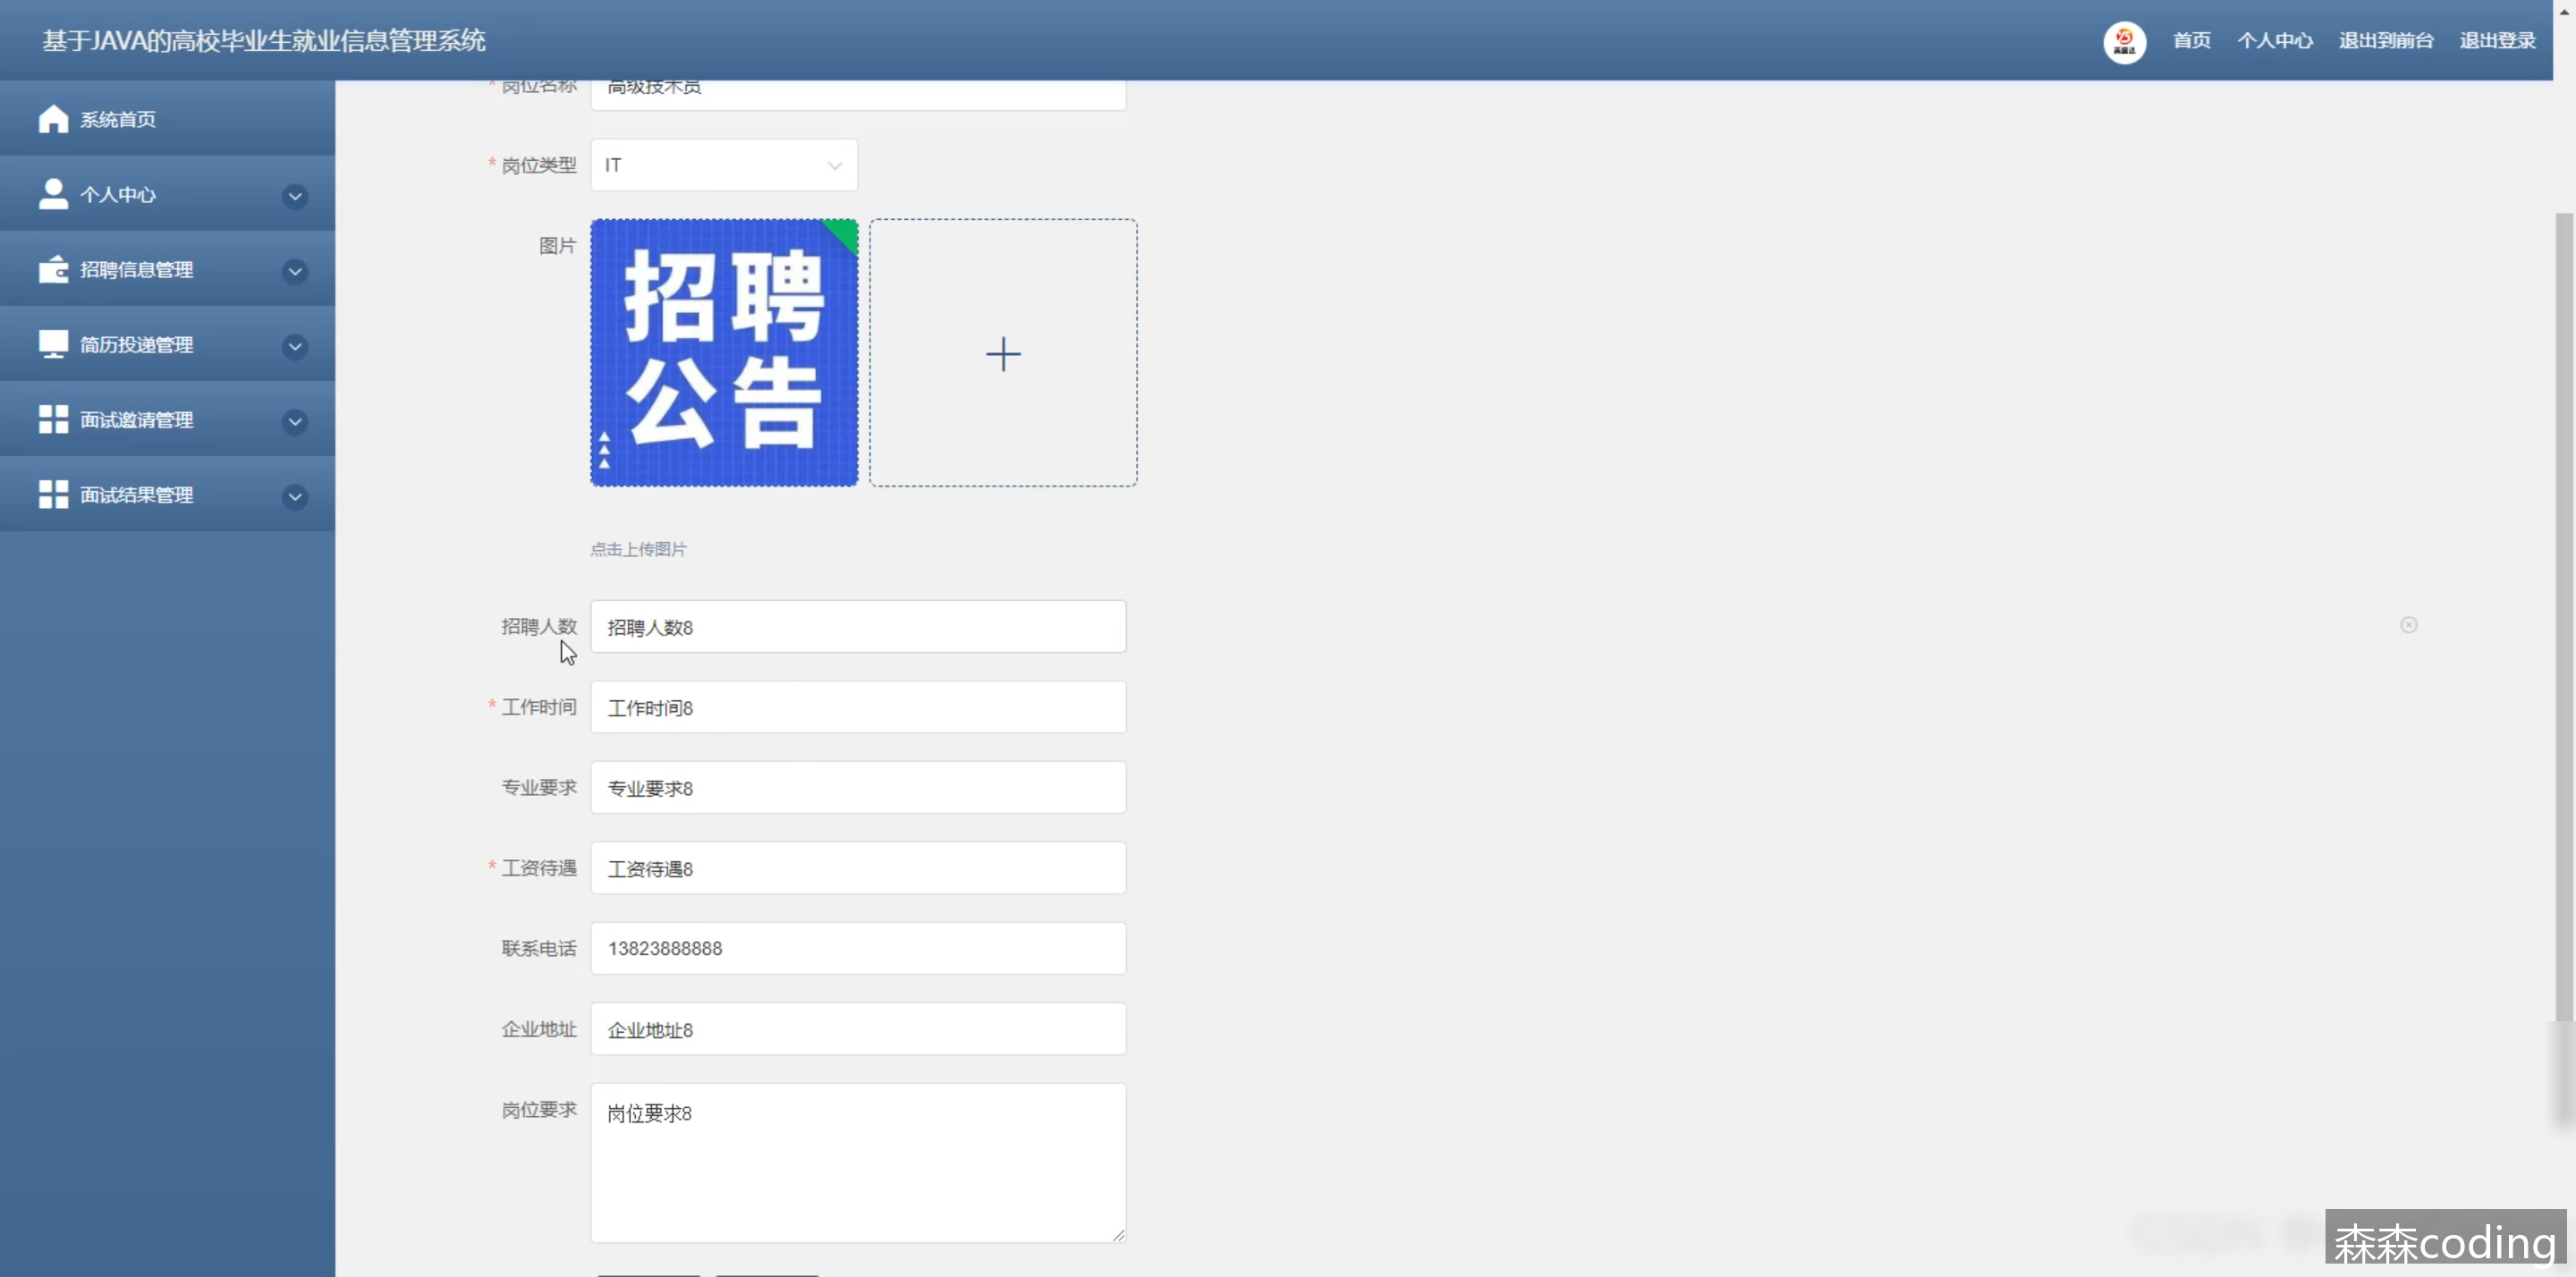 基于JAVA的高校毕业生就业信息管理系统
首页 个人中心 退出到前台 退出登录
系统首页
个人中心
招聘信息管理
简历投递管理
面试邀请管理
面试结果管理
* 岗位名称 高级技术员
* 岗位类型 IT
图片
招聘
公告
点击上传图片
招聘人数 招聘人数8
* 工作时间 工作时间8
专业要求 专业要求8
* 工资待遇 工资待遇8
联系电话 13823888888
企业地址 企业地址8
岗位要求 岗位要求8
森森coding